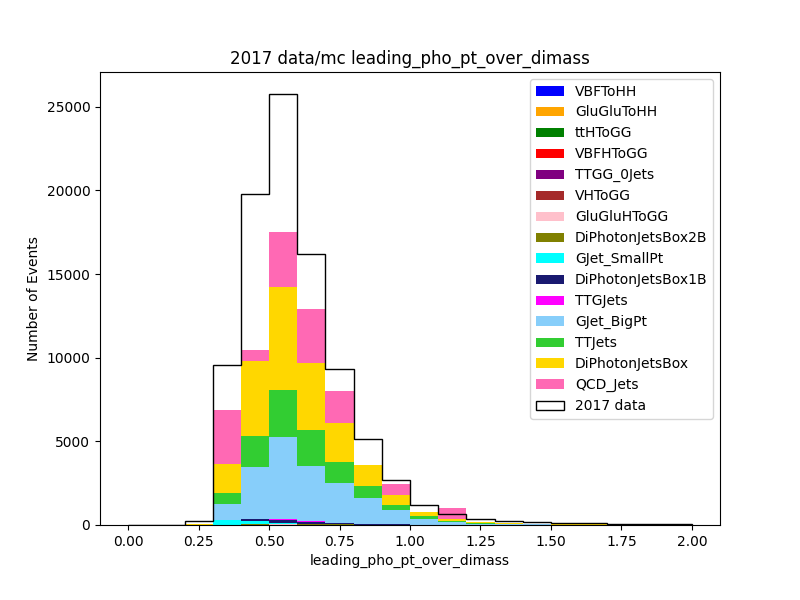 2017 data/mc leading_pho_pt_over_dimass
Number of Events
25000
20000
15000
10000
5000
0
0.00 0.25 0.50 0.75 1.00 1.25 1.50 1.75 2.00
leading_pho_pt_over_dimass
VBFToHH
GluGluToHH
ttHToGG
VBFHToGG
TTGG_0Jets
VHToGG
GluGluHToGG
DiPhotonJetsBox2B
GJet_SmallPt
DiPhotonJetsBox1B
TTGJets
GJet_BigPt
TTJets
DiPhotonJetsBox
QCD_Jets
2017 data